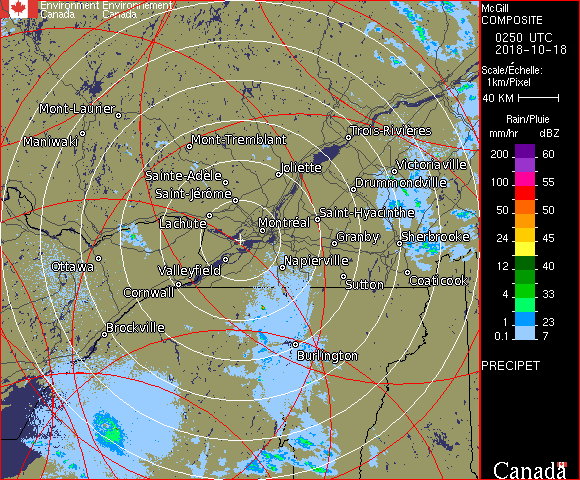 Environment Environnement
Canada Canada
McGill
COMPOSITE
0250 UTC
2018-10-18
Scale/Échelle:
1km/Pixel
40 KM
Rain/Pluie
mm/hr dBZ
200 60
100 55
50 50
24 45
12 40
4 33
1 23
0.1 7
PRECIPET
Canada
Mont-Laurier
Maniwaki
Mont-Tremblant
Trois-Rivières
Sainte-Adèle
Joliette
Victoriaville
Saint-Jérôme
Drummondville
Lachute
Saint-Hyacinthe
Montréal
Granby
Sherbrooke
Ottawa
Valleyfield
Napierville
Cornwall
Sutton
Coaticook
Brockville
Burlington